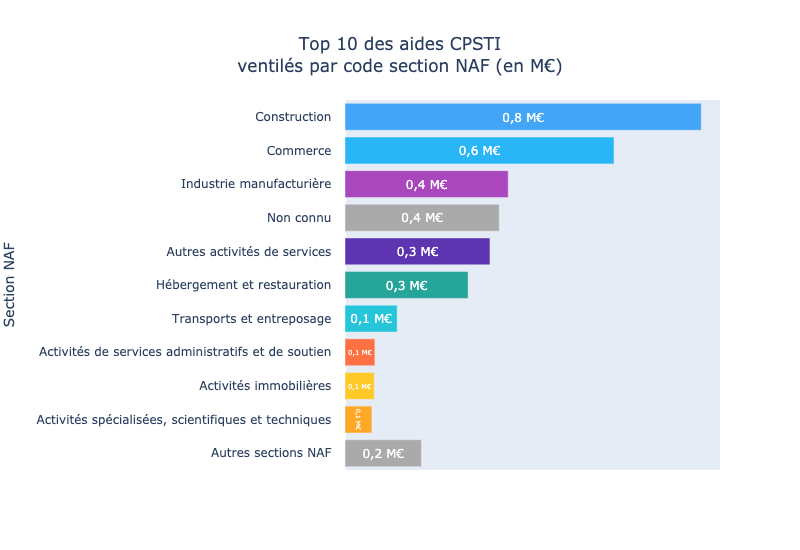 Top 10 des aides CPSTI
ventilés par code section NAF (en M€)
Section NAF
Construction 0,8 M€
Commerce 0,6 M€
Industrie manufacturière 0,4 M€
Non connu 0,4 M€
Autres activités de services 0,3 M€
Hébergement et restauration 0,3 M€
Transports et entreposage 0,1 M€
Activités de services administratifs et de soutien 0,1 M€
Activités immobilières 0,1 M€
Activités spécialisées, scientifiques et techniques 0,1 M€
Autres sections NAF 0,2 M€